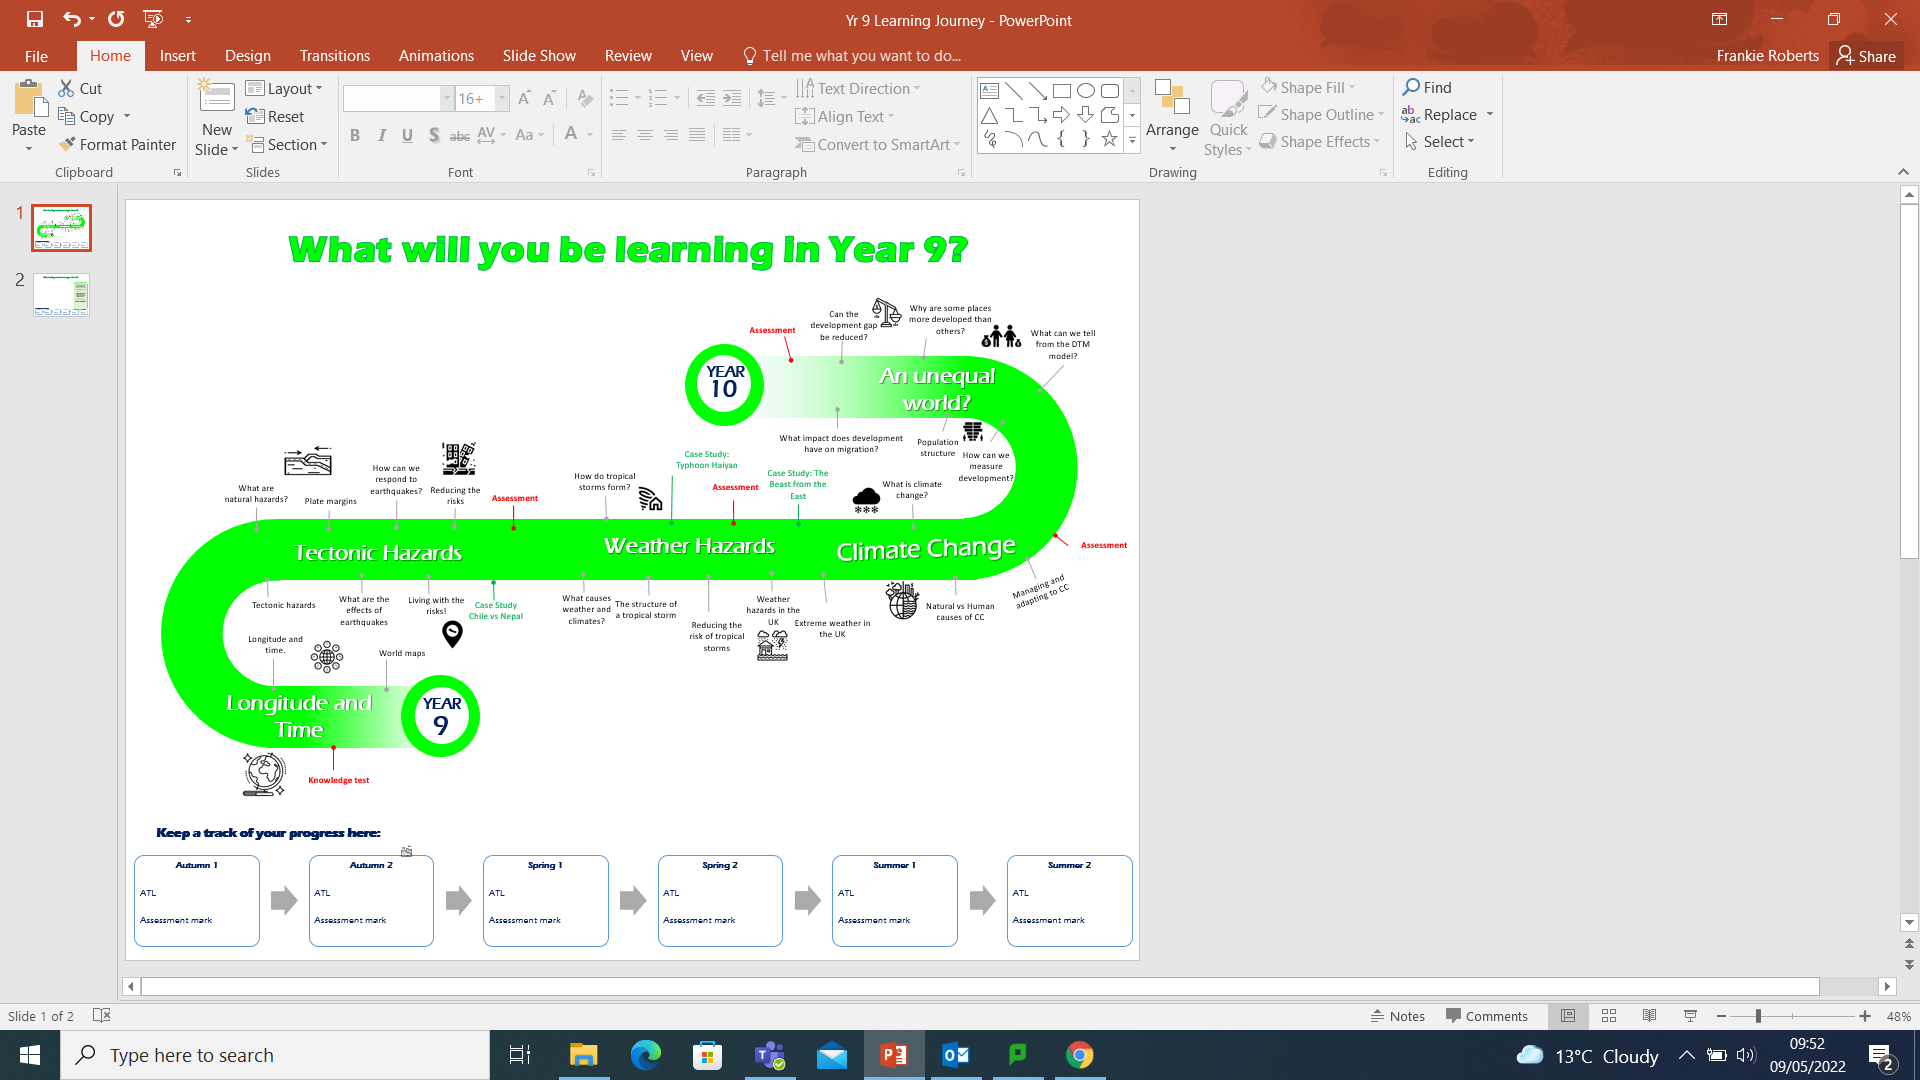 Yr 9 Learning Journey - PowerPoint
File
Home
Insert
Design
Transitions
Animations
Slide Show
Review
View
Tell me what you want to do...
Frankie Roberts
Share
Paste
Cut
Copy
Format Painter
Clipboard
New
Slide
Layout
Reset
Section
Slides
16+
B I U S abc AV Aa A
Font
Text Direction
Align Text
Convert to SmartArt
Paragraph
Arrange
Quick
Styles
Shape Fill
Shape Outline
Shape Effects
Drawing
Find
Replace
Select
Editing
1
2
What will you be learning in Year 9?
Assessment
Can the
development gap
be reduced?
Why are some places
more developed than
others?
What can we tell
from the DTM
model?
YEAR
10
An unequal
world?
What impact does development
have on migration?
Population
structure
How can we
measure
development?
What are
natural hazards?
Plate margins
How can we
respond to
earthquakes?
Reducing the
risks
Assessment
How do tropical
storms form?
Case Study:
Typhoon Haiyan
Assessment
Case Study: The
Beast from the
East
What is climate
change?
Tectonic Hazards
Weather Hazards
Climate Change
Assessment
Tectonic hazards
What are the
effects of
earthquakes
Living with the
risks!
Case Study
Chile vs Nepal
What causes
weather and
climates?
The structure of
a tropical storm
Reducing the
risk of tropical
storms
Weather
hazards in the
UK
Extreme weather in
the UK
Natural vs Human
causes of CC
Managing and
adapting to CC
Longitude and
time.
World maps
Longitude and
Time
YEAR
9
Knowledge test
Keep a track of your progress here:
Autumn 1
ATL
Assessment mark
Autumn 2
ATL
Assessment mark
Spring 1
ATL
Assessment mark
Spring 2
ATL
Assessment mark
Summer 1
ATL
Assessment mark
Summer 2
ATL
Assessment mark
Slide 1 of 2
Notes
Comments
48%
Type here to search
13°C Cloudy
09:52
09/05/2022
2